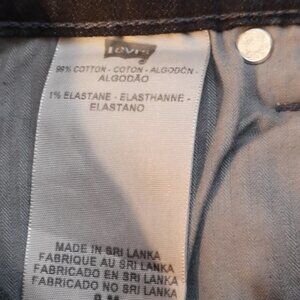 Levi's
99% COTTON - COTON - ALGODÓN -
ALGODÃO
1% ELASTANE - ELASTHANNE -
ELASTANO
MADE IN SRI LANKA
FABRIQUE AU SRI LANKA
FABRICADO EN SRI LANKA
FABRICADO NO SRI LANKA